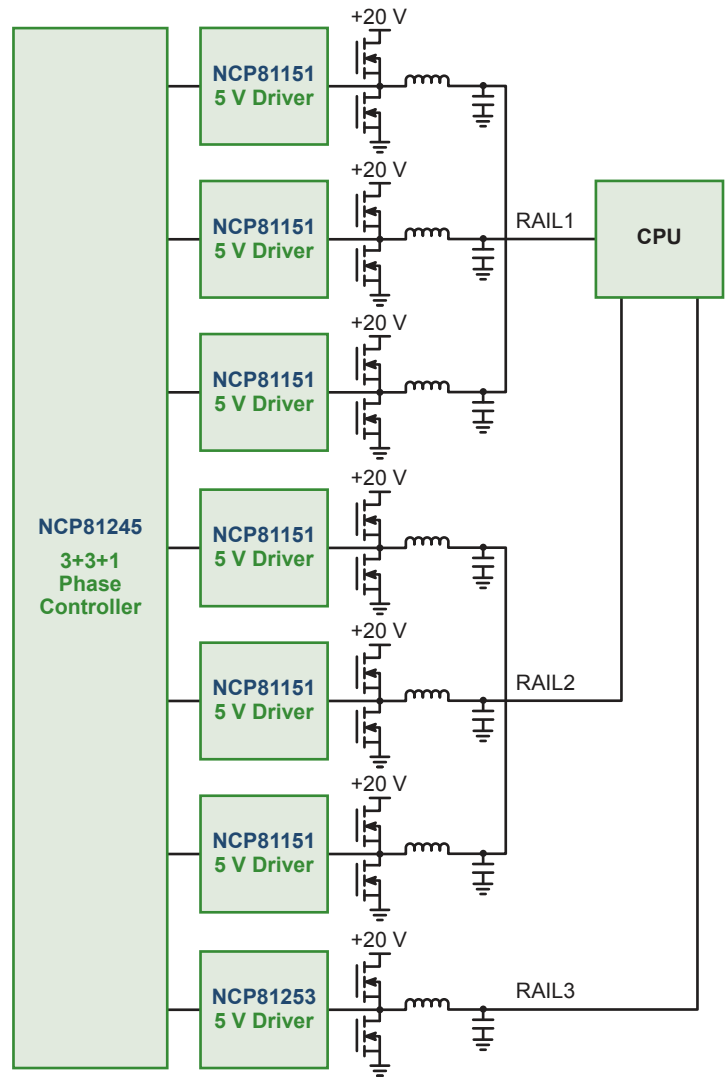 +20 V
NCP81151
5 V Driver
+20 V
NCP81151
5 V Driver
RAIL1
CPU
+20 V
NCP81151
5 V Driver
+20 V
NCP81151
5 V Driver
NCP81245
3+3+1
Phase
Controller
+20 V
NCP81151
5 V Driver
RAIL2
+20 V
NCP81151
5 V Driver
+20 V
NCP81253
5 V Driver
RAIL3